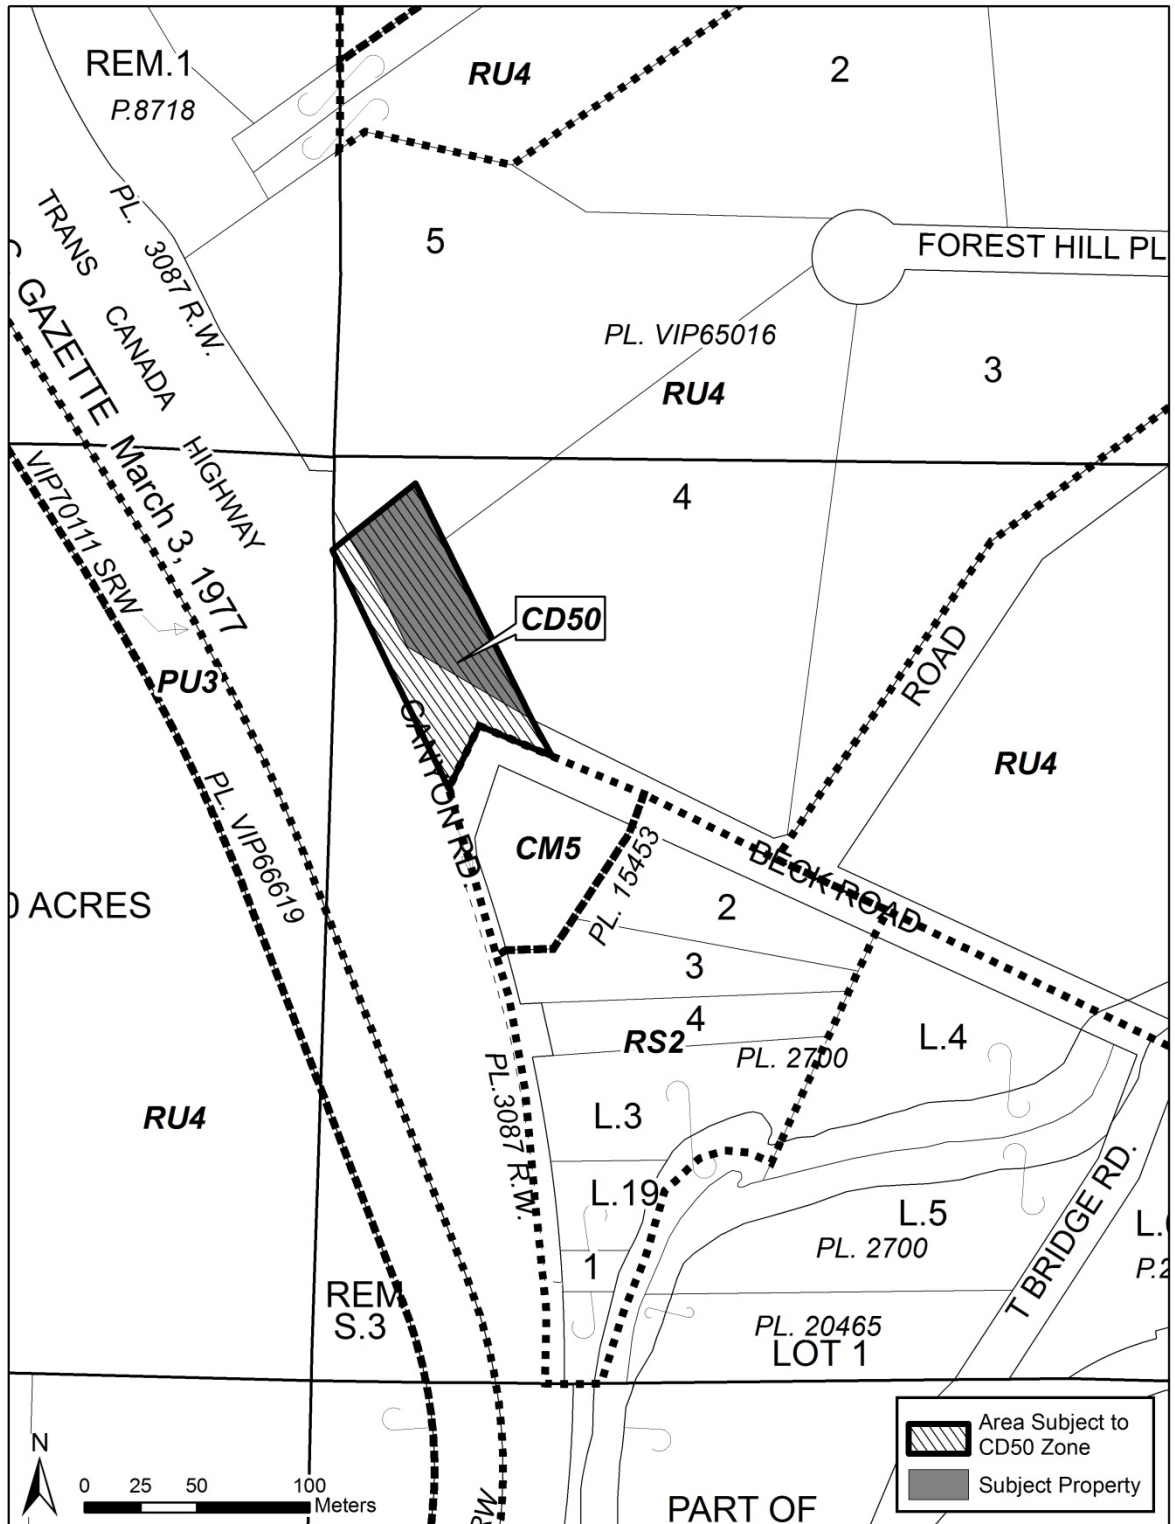 REM.1
P.8718
RU4
2
PL. 3087 R.W.
TRANS CANADA HIGHWAY
5
FOREST HILL PL
GAZETTE March 3, 1977
PL. VIP65016
RU4
3
VIP70111 SRW
4
CD50
ROAD
PU3
CANYON RD.
RU4
PL. VIP66619
CM5
PL. 15453
BECK ROAD
0 ACRES
2
3
4
RS2
PL. 2700
L.4
PL.3087 R.W.
RU4
L.3
L.19
L.5
PL. 2700
T BRIDGE RD.
1
REM
S.3
PL. 20465
LOT 1
Area Subject to
CD50 Zone
Subject Property
N
0 25 50 100
Meters
RW
PART OF